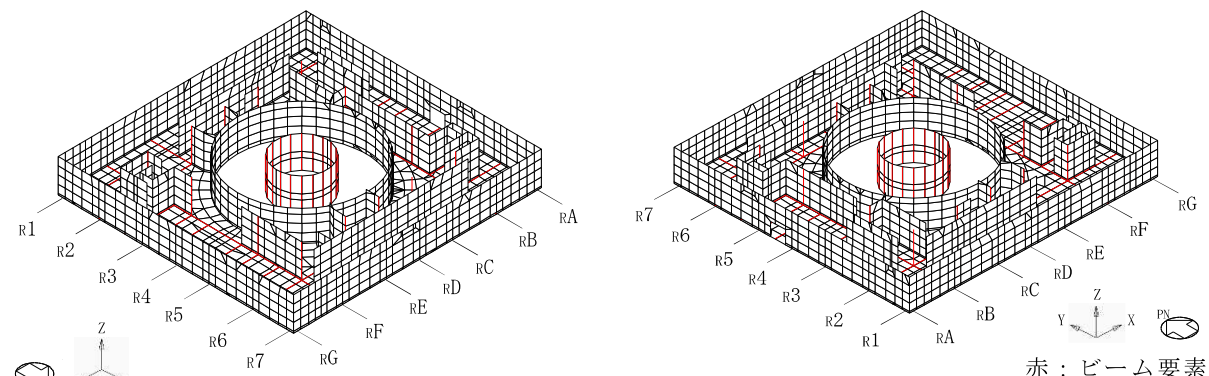 R1
R2
R3
R4
R5
R6
R7
RG
RF
RE
RD
RC
RB
RA
Z
R7
R6
R5
R4
R3
R2
R1
RA
RB
RC
RD
RE
RF
RG
Z
Y
X
PN
赤：ビーム要素